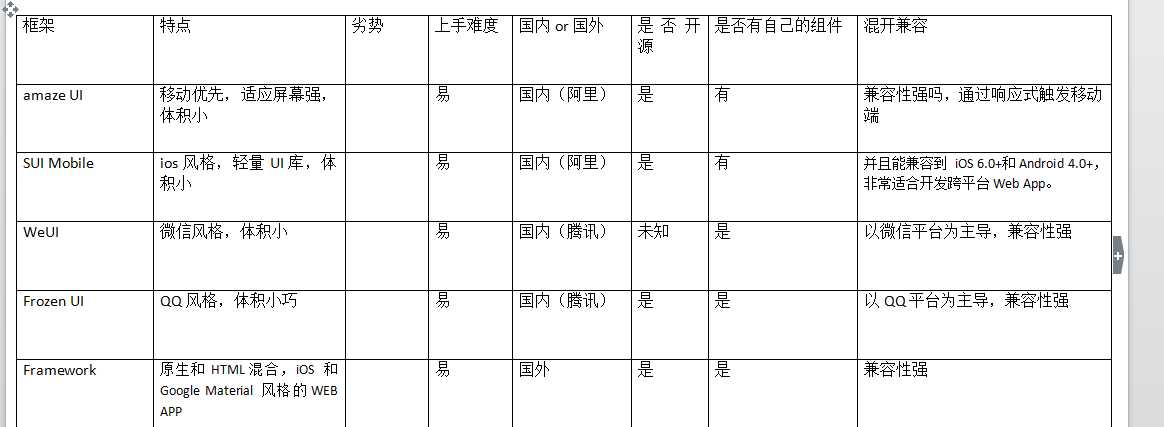 框架 特点 劣势 上手难度 国内 or 国外 是否开 是否有自己的组件 混开兼容
源
amaze UI 移动优先，适应屏幕强， 易 国内（阿里） 是 有 兼容性强吗，通过响应式触发移动
体积小 端
SUI Mobile ios 风格，轻量 UI 库，体 易 国内（阿里） 是 有 并且能兼容到 iOS 6.0+和 Android 4.0+，
积小 非常适合开发跨平台 Web App。
WeUI 微信风格，体积小 易 国内（腾讯） 未知 是 以微信平台为主导，兼容性强
Frozen UI QQ 风格，体积小巧 易 国内（腾讯） 是 是 以 QQ 平台为主导，兼容性强
Framework 原生和 HTML 混合，iOS 和 易 国外 是 是 兼容性强
Google Material 风格的 WEB
APP